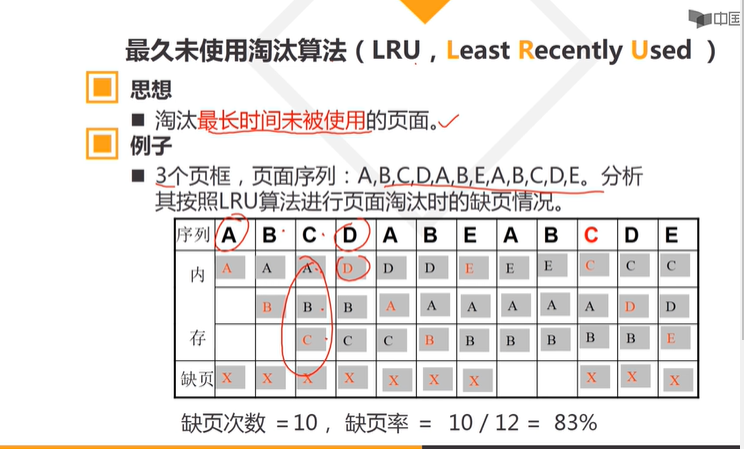 中国
最久未使用淘汰算法（LRU，Least Recently Used ）
思想
淘汰最长时间未被使用的页面。
例子
3个页框，页面序列：A,B,C,D,A,B,E,A,B,C,D,E。分析
其按照LRU算法进行页面淘汰时的缺页情况。
序列 A B C D A B E A B C D E
内 A A A D D D E E E C C C
B B B A A A A A A D D
存 C C C B B B B B B E
缺页 X X X X X X X X X X
缺页次数 =10， 缺页率 = 10 / 12 = 83%